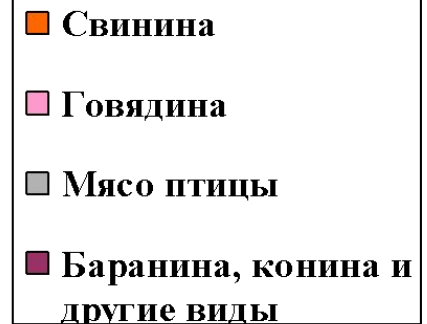 Свинина
Говядина
Мясо птицы
Баранина, конина и
другие виды